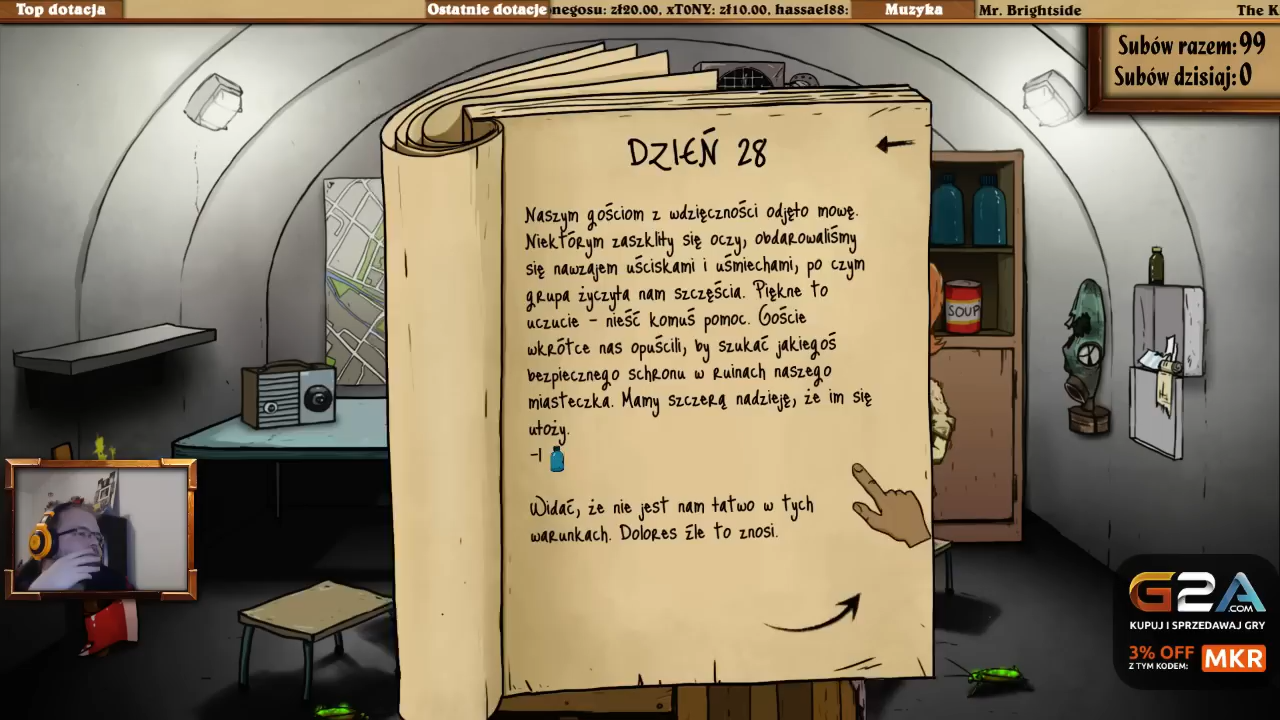 Top dotacja
Ostatnie dotacje
negosu: zł20.00, xT0NY: zł10.00, hassael88:
Muzyka
Mr. Brightside
The K
Subów razem: 99
Subów dzisiaj: 0
DZIEŃ 28
Naszym gościom z wdzięczności odjęło mowę.
Niektórym zaszkliły się oczy, obdarowaliśmy
się nawzajem uściskami i uśmiechami, po czym
grupa życzyła nam szczęścia. Piękne to
uczucie – nieść komuś pomoc. Goście
wkrótce nas opuścili, by szukać jakiegoś
bezpiecznego schronu w ruinach naszego
miasteczka. Mamy szczerą nadzieję, że im się
ułoży.
-1
Widać, że nie jest nam łatwo w tych
warunkach. Dolores źle to znosi.
SOUP
G2A
.COM
KUPUJ I SPRZEDAWAJ GRY
3% OFF
Z TYM KODEM:
MKR